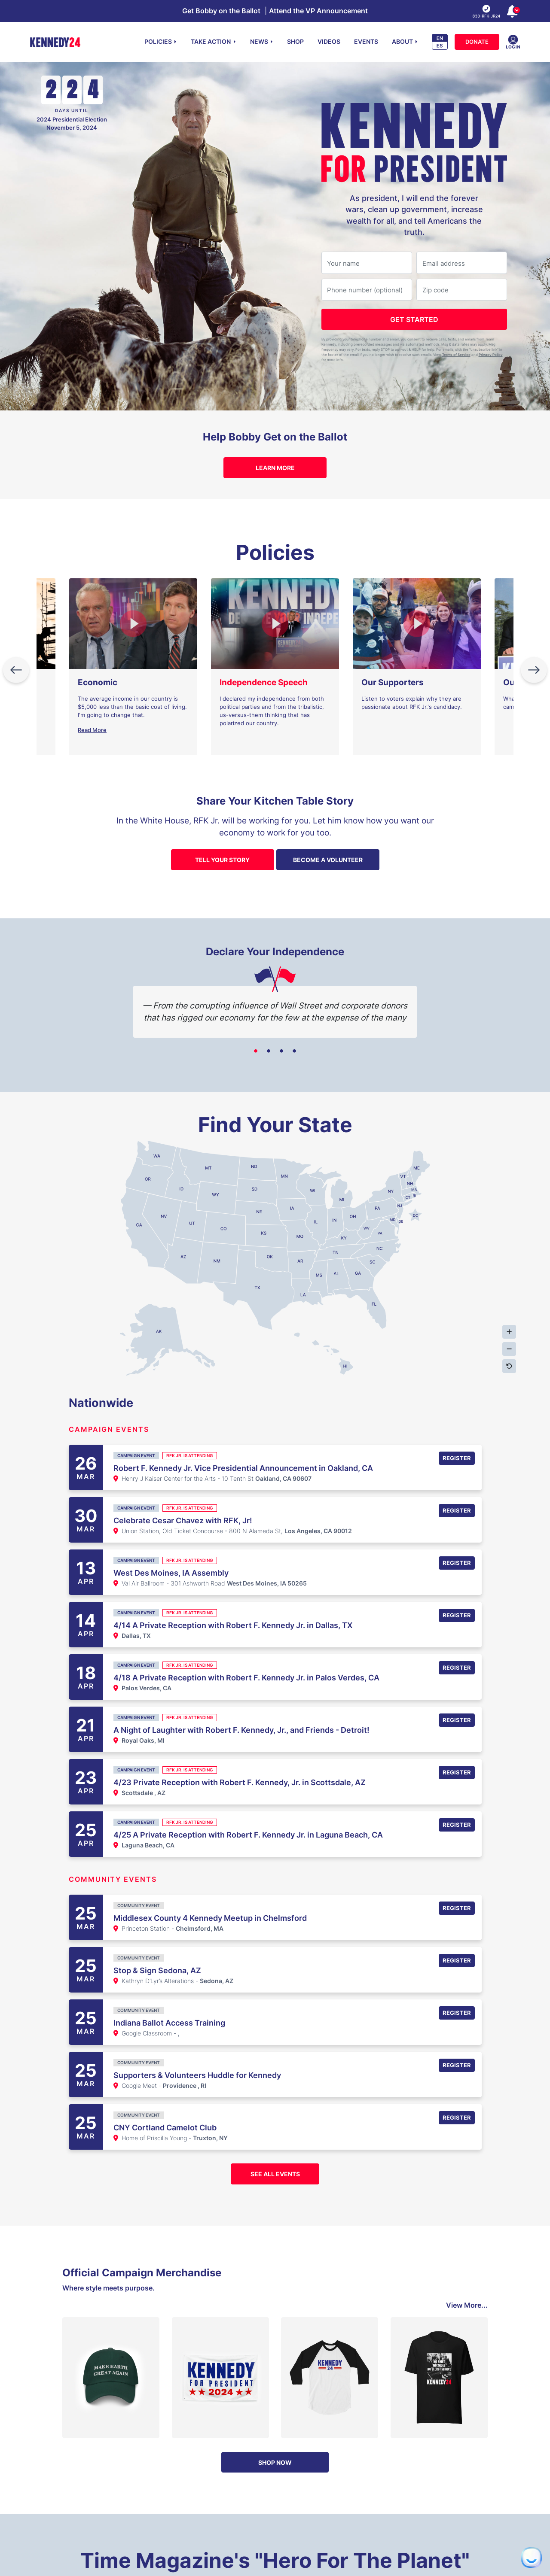 Get Bobby on the Ballot | Attend the VP Announcement
833-RFK-JR24
KENNEDY24
POLICIES
TAKE ACTION
NEWS
SHOP
VIDEOS
EVENTS
ABOUT
EN
ES
DONATE
LOGIN
224
DAYS UNTIL
2024 Presidential Election
November 5, 2024
KENNEDY
FOR PRESIDENT
As president, I will end the forever
wars, clean up government, increase
wealth for all, and tell Americans the
truth.
Your name
Email address
Phone number (optional)
Zip code
GET STARTED
Help Bobby Get on the Ballot
LEARN MORE
Policies
Economic
The average income in our country is
$5,000 less than the basic cost of living.
I'm going to change that.
Read More
Independence Speech
I declared my independence from both
political parties and from the tribalistic,
us-versus-them thinking that has
polarized our country.
Our Supporters
Listen to voters explain why they are
passionate about RFK Jr.'s candidacy.
Ou
Wha
cam
Share Your Kitchen Table Story
In the White House, RFK Jr. will be working for you. Let him know how you want our
economy to work for you too.
TELL YOUR STORY
BECOME A VOLUNTEER
Declare Your Independence
— From the corrupting influence of Wall Street and corporate donors
that has rigged our economy for the few at the expense of the many
Find Your State
WA
OR
CA
ID
NV
MT
WY
UT
AZ
CO
NM
ND
SD
NE
KS
OK
TX
MN
IA
MO
AR
LA
WI
IL
MS
MI
IN
KY
TN
AL
OH
GA
FL
SC
NC
VA
WV
PA
NY
VT
NH
ME
MA
RI
CT
NJ
DE
MD
DC
AK
HI
Nationwide
CAMPAIGN EVENTS
26
MAR
CAMPAIGN EVENT
RFK JR. IS ATTENDING
Robert F. Kennedy Jr. Vice Presidential Announcement in Oakland, CA
Henry J Kaiser Center for the Arts - 10 Tenth St Oakland, CA 90607
REGISTER
30
MAR
CAMPAIGN EVENT
RFK JR. IS ATTENDING
Celebrate Cesar Chavez with RFK, Jr!
Union Station, Old Ticket Concourse - 800 N Alameda St, Los Angeles, CA 90012
REGISTER
13
APR
CAMPAIGN EVENT
RFK JR. IS ATTENDING
West Des Moines, IA Assembly
Val Air Ballroom - 301 Ashworth Road West Des Moines, IA 50265
REGISTER
14
APR
CAMPAIGN EVENT
RFK JR. IS ATTENDING
4/14 A Private Reception with Robert F. Kennedy Jr. in Dallas, TX
Dallas, TX
REGISTER
18
APR
CAMPAIGN EVENT
RFK JR. IS ATTENDING
4/18 A Private Reception with Robert F. Kennedy Jr. in Palos Verdes, CA
Palos Verdes, CA
REGISTER
21
APR
CAMPAIGN EVENT
RFK JR. IS ATTENDING
A Night of Laughter with Robert F. Kennedy, Jr., and Friends - Detroit!
Royal Oaks, MI
REGISTER
23
APR
CAMPAIGN EVENT
RFK JR. IS ATTENDING
4/23 Private Reception with Robert F. Kennedy, Jr. in Scottsdale, AZ
Scottsdale , AZ
REGISTER
25
APR
CAMPAIGN EVENT
RFK JR. IS ATTENDING
4/25 A Private Reception with Robert F. Kennedy Jr. in Laguna Beach, CA
Laguna Beach, CA
REGISTER
COMMUNITY EVENTS
25
MAR
COMMUNITY EVENT
Middlesex County 4 Kennedy Meetup in Chelmsford
Princeton Station - Chelmsford, MA
REGISTER
25
MAR
COMMUNITY EVENT
Stop & Sign Sedona, AZ
Kathryn D'Lyr's Alterations - Sedona, AZ
REGISTER
25
MAR
COMMUNITY EVENT
Indiana Ballot Access Training
Google Classroom - ,
REGISTER
25
MAR
COMMUNITY EVENT
Supporters & Volunteers Huddle for Kennedy
Google Meet - Providence , RI
REGISTER
25
MAR
COMMUNITY EVENT
CNY Cortland Camelot Club
Home of Priscilla Young - Truxton, NY
REGISTER
SEE ALL EVENTS
Official Campaign Merchandise
Where style meets purpose.
View More...
MAKE EARTH
GREAT AGAIN
KENNEDY
FOR PRESIDENT
2024
KENNEDY
24
KENNEDY24
SHOP NOW
Time Magazine's "Hero For The Planet"